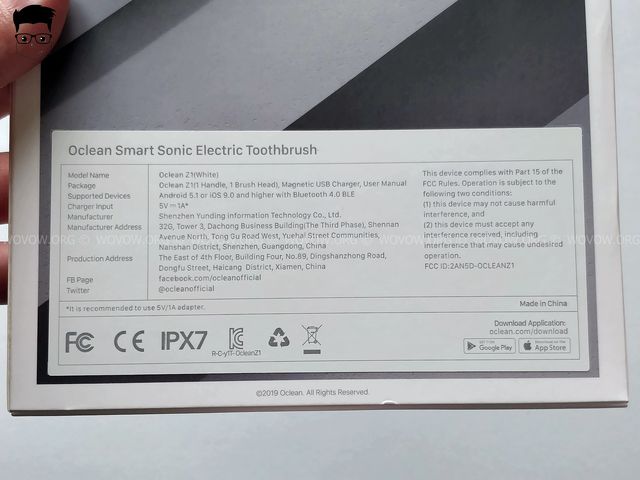 Oclean Smart Sonic Electric Toothbrush
Model Name Oclean Z1(White)
Package Oclean Z1(1 Handle, 1 Brush Head), Magnetic USB Charger, User Manual
Supported Devices Android 5.1 or iOS 9.0 and higher with Bluetooth 4.0 BLE
Charger Input 5V⎓1A*
Manufacturer Shenzhen Yunding Information Technology Co., Ltd.
Manufacturer Address 32G, Tower 3, Dachong Business Building(The Third Phase), Shennan
Avenue North, Tong Gu Road West, Yuehai Street Communities,
Nanshan District, Shenzhen, Guangdong, China
Production Address The East of 4th Floor, Building Four, No.89, Dingshanzhong Road,
Dongfu Street, Haicang District, Xiamen, China
FB Page facebook.com/ocleanofficial
Twitter @ocleanofficial
This device complies with Part 15 of the
FCC Rules. Operation is subject to the
following two conditions:
(1) this device may not cause harmful
interference, and
(2) this device must accept any
interference received, including
interference that may cause undesired
operation.
FCC ID:2AN5D-OCLEANZ1
*It is recommended to use 5V/1A adapter.
Made in China
FC CE IPX7
R-C-y1T-OcleanZ1
Download Application:
oclean.com/download
GET IT ON
Google Play
Download on the
App Store
©2019 Oclean. All Rights Reserved.
WOVOW.ORG © WOVOW.ORG © WOVOW.ORG © WOVOW.ORG